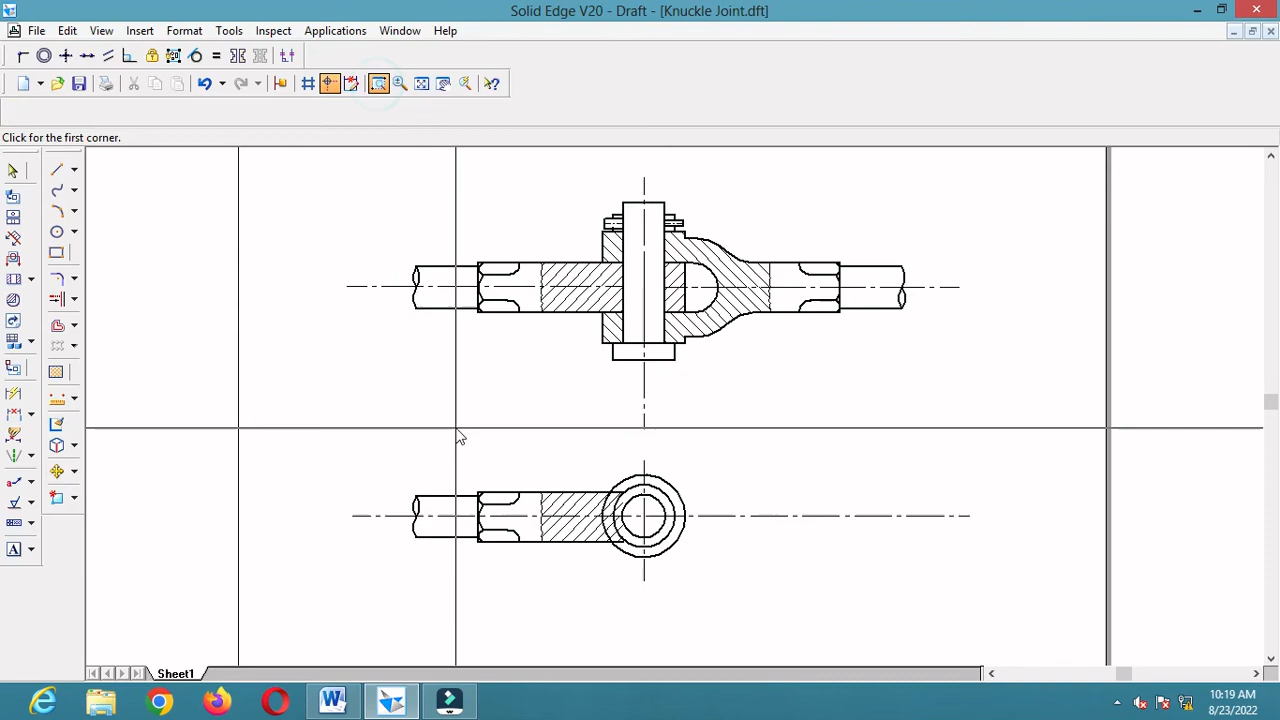 Solid Edge V20 - Draft - [Knuckle Joint.dft]
File Edit View Insert Format Tools Inspect Applications Window Help
Click for the first corner.
A
Sheet1
10:19 AM
8/23/2022